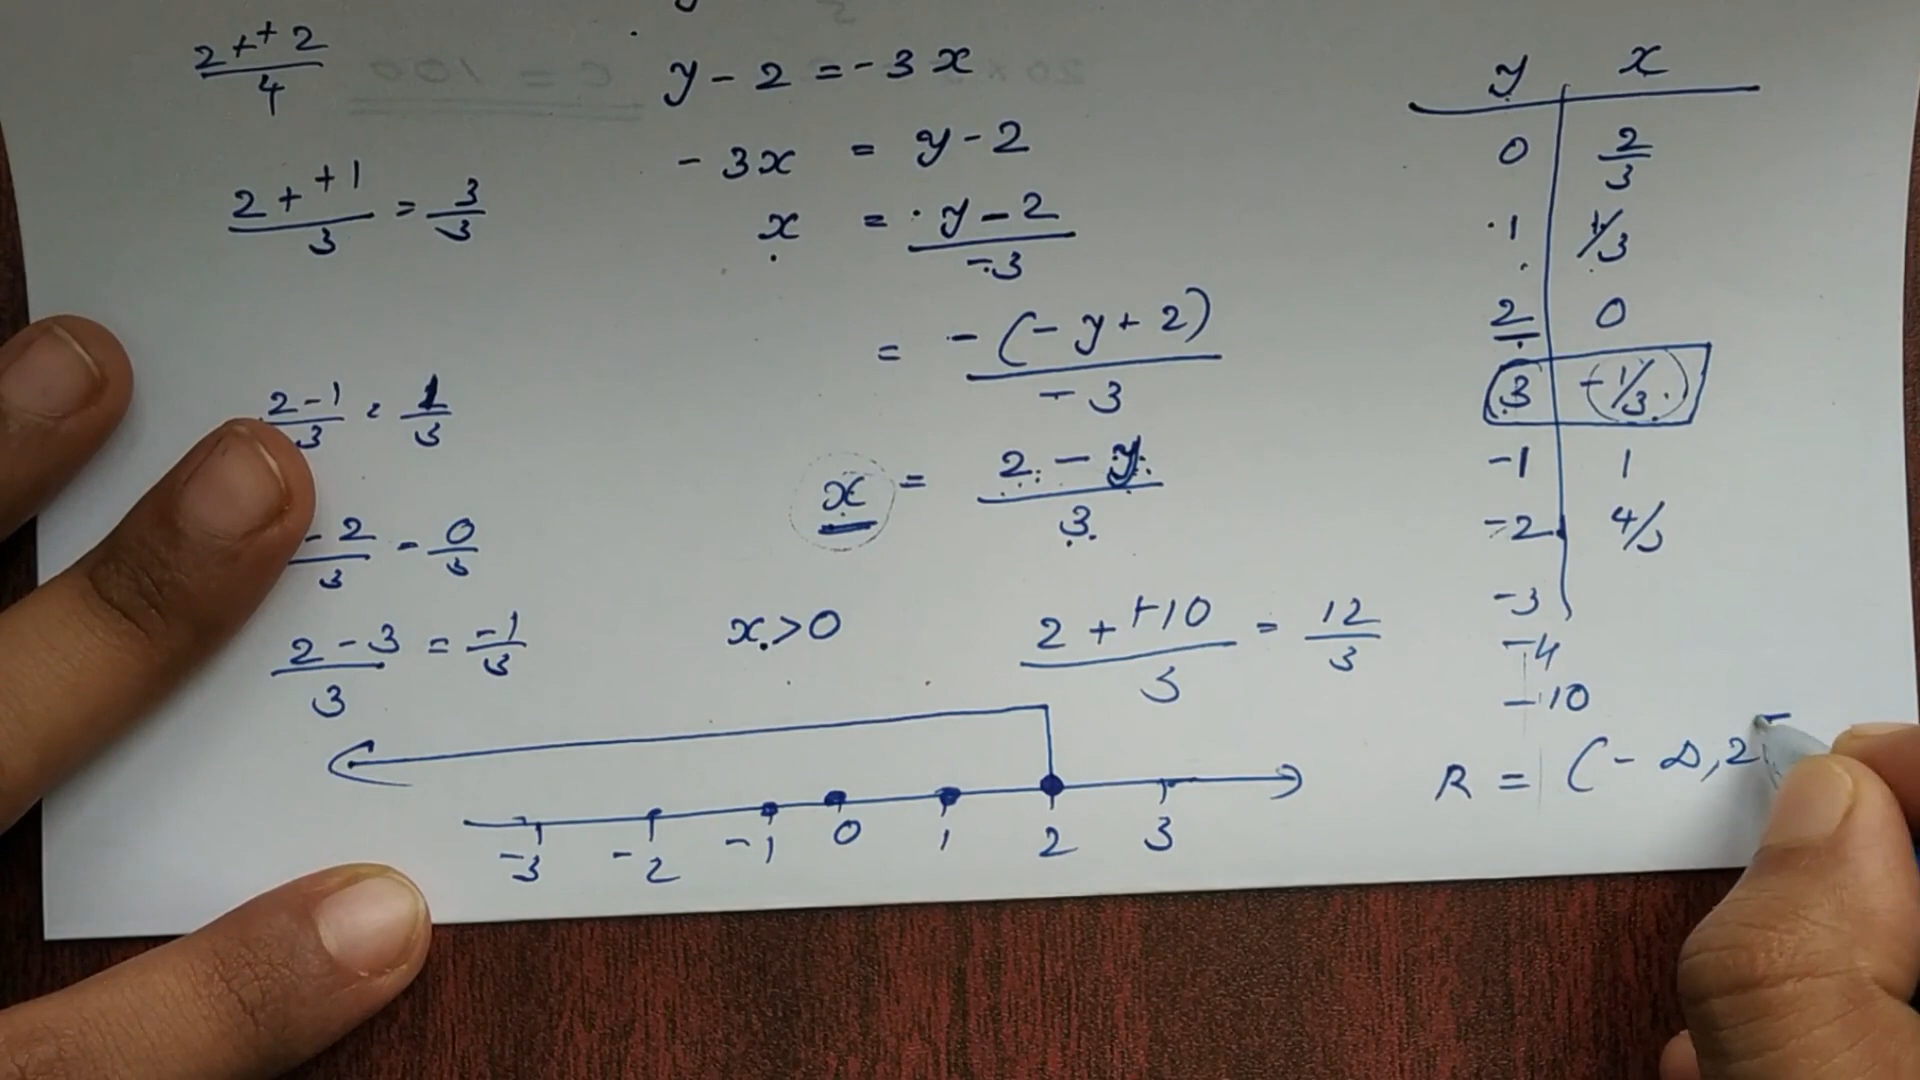 2++2
4
2++1/3 = 3/3
2-1/3 = 1/3
-2/3 - 0/3
2-3/3 = -1/3
y - 2 = -3x
-3x = y - 2
x = y - 2/-3
= -(-y+2)/-3
x = 2 - y/3
x > 0
2++10/3 = 12/3
-3 -2 -1 0 1 2 3
y x
0 2/3
1 1/3
2 0
3 -1/3
-1 1
-2 4/3
-3
-4
-10
R = (-∞,2